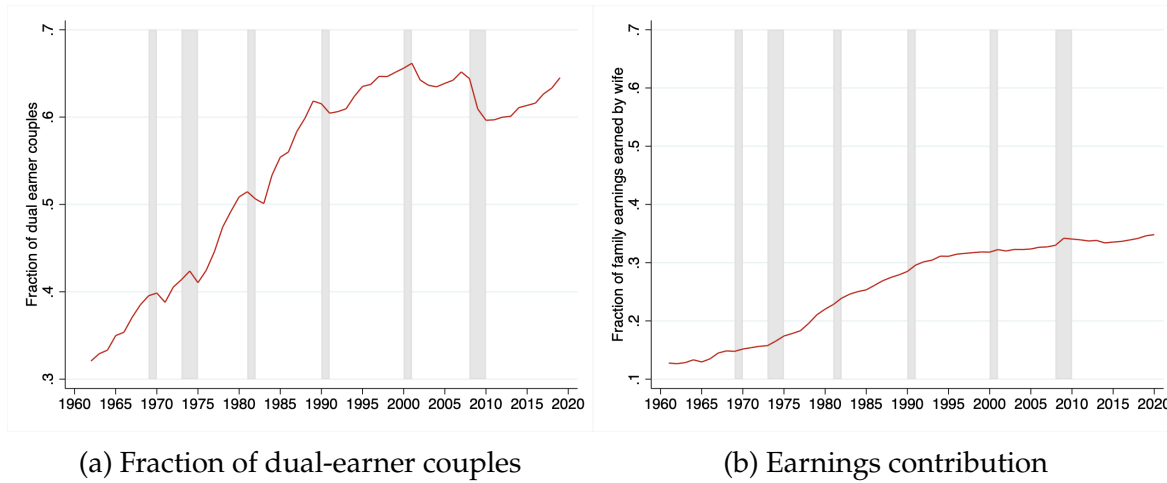 Fraction of dual earner couples
.7
.6
.5
.4
.3
1960 1965 1970 1975 1980 1985 1990 1995 2000 2005 2010 2015 2020
(a) Fraction of dual-earner couples
Fraction of family earnings earned by wife
.7
.6
.5
.4
.3
.2
.1
1960 1965 1970 1975 1980 1985 1990 1995 2000 2005 2010 2015 2020
(b) Earnings contribution